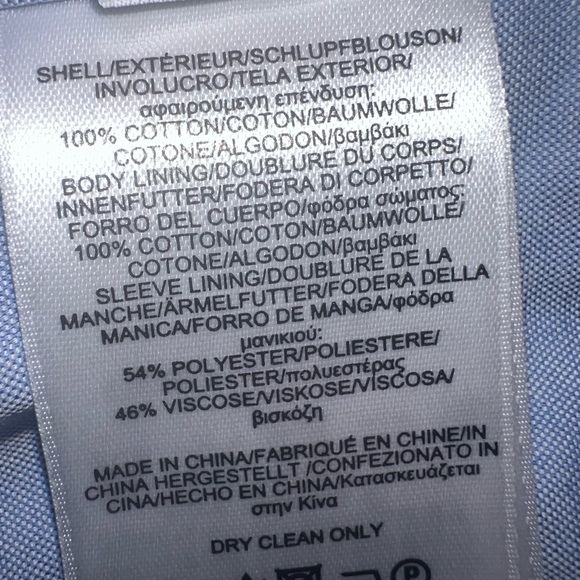 SHELL/EXTÉRIEUR/SCHLUPFBLOUSON/
INVOLUCRO/TELA EXTERIOR/
αφαιρούμενη επένδυση:
100% COTTON/COTON/BAUMWOLLE/
COTONE/ALGODON/βαμβάκι
BODY LINING/DOUBLURE DU CORPS/
INNENFUTTER/FODERA DI CORPETTO/
FORRO DEL CUERPO/φόδρα σώματος:
100% COTTON/COTON/BAUMWOLLE/
COTONE/ALGODON/βαμβάκι
SLEEVE LINING/DOUBLURE DE LA
MANCHE/ÄRMELFUTTER/FODERA DELLA
MANICA/FORRO DE MANGA/φόδρα
μανικιού:
54% POLYESTER/POLIESTERE/
POLIESTER/πολυεστέρας
46% VISCOSE/VISKOSE/VISCOSA/
βισκόζη
MADE IN CHINA/FABRIQUÉ EN CHINE/IN
CHINA HERGESTELLT /CONFEZIONATO IN
CINA/HECHO EN CHINA/Κατασκευάζεται
στην Κίνα
DRY CLEAN ONLY
P